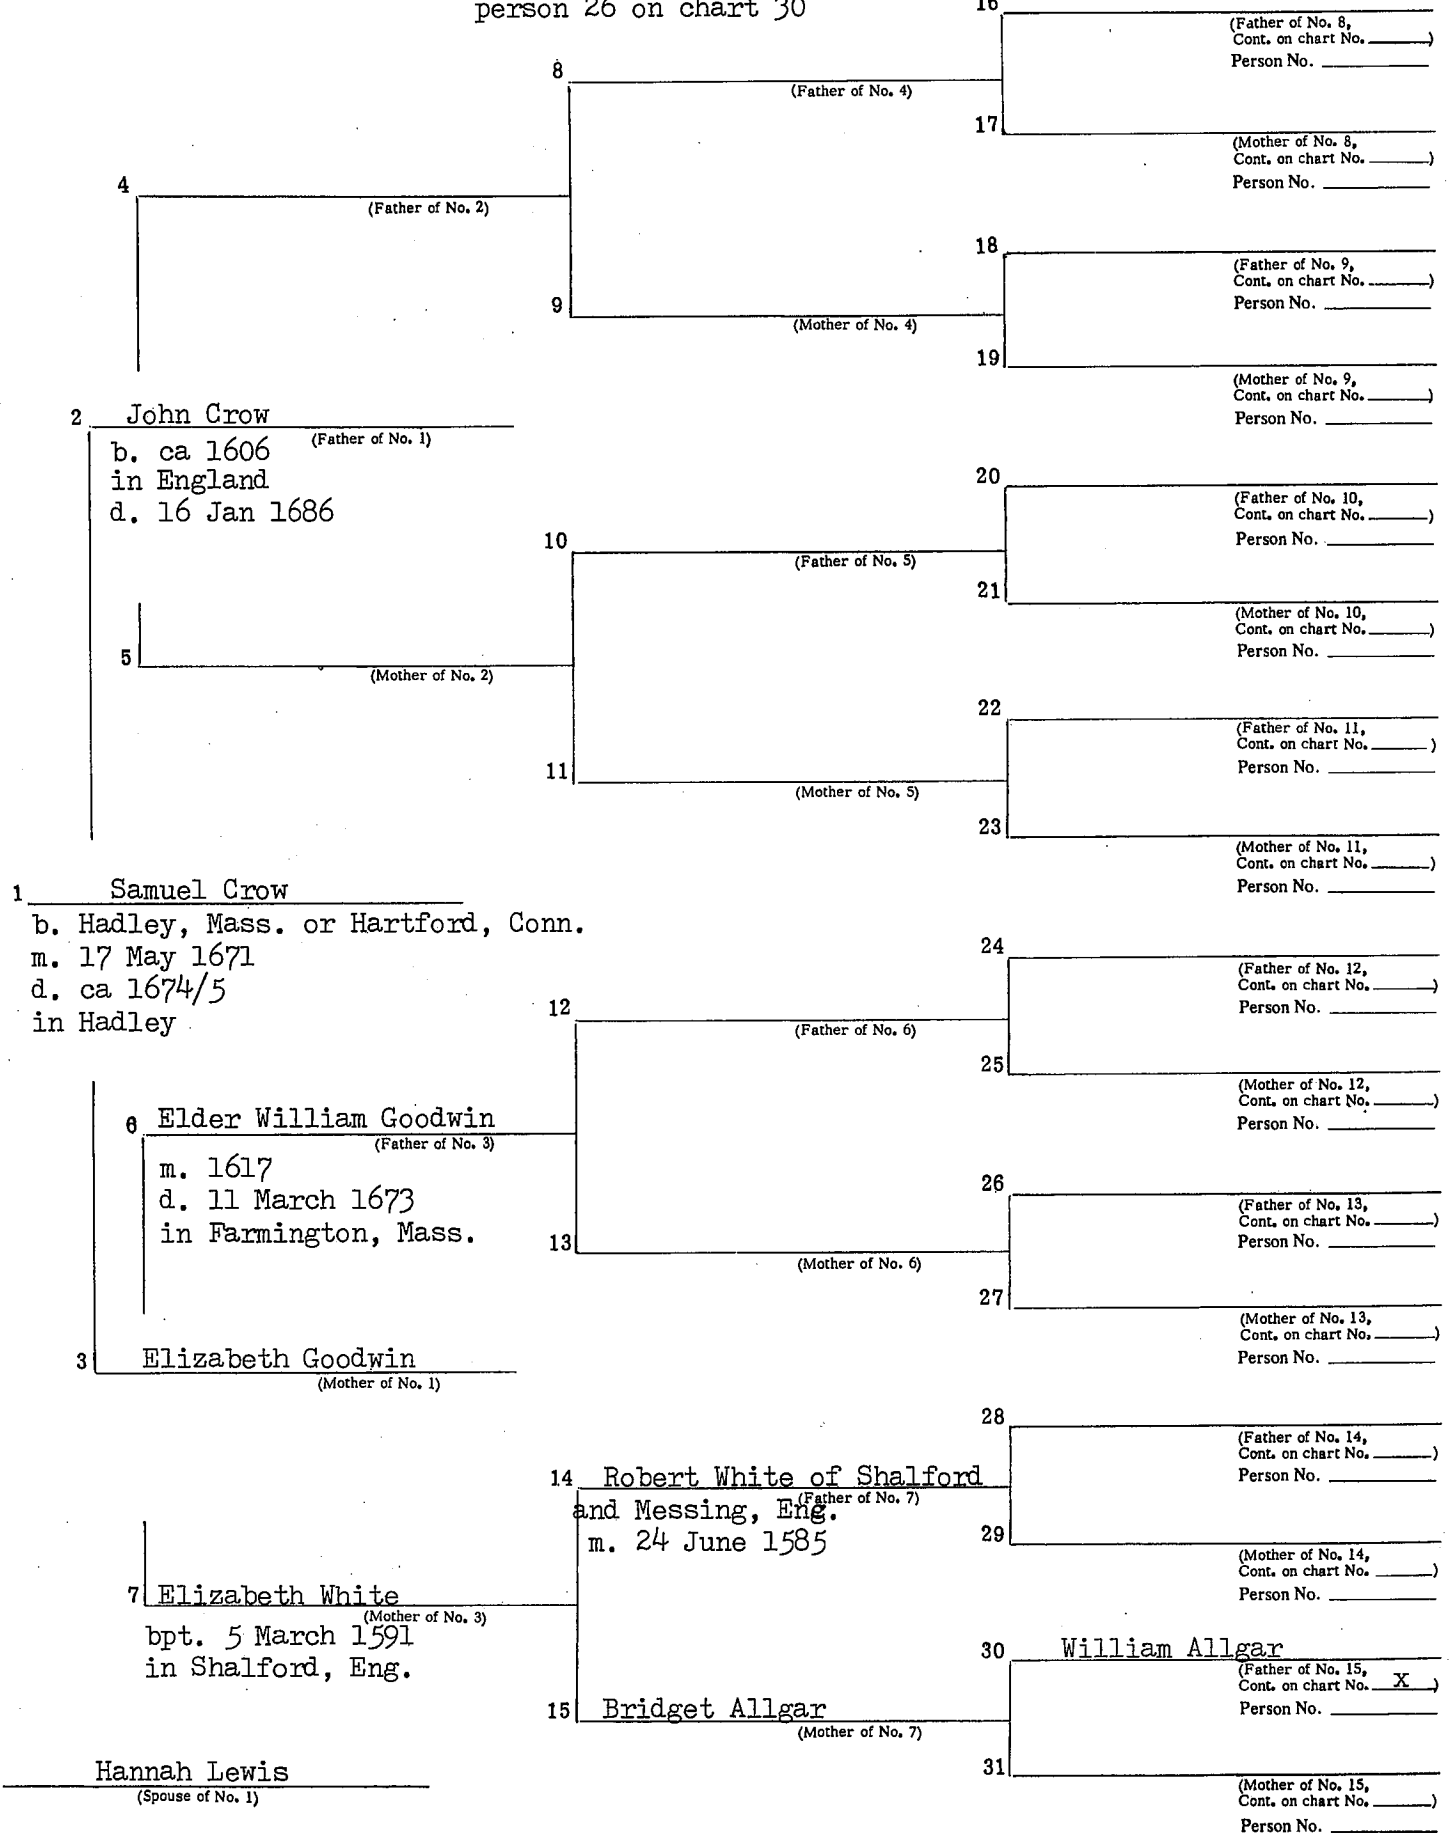 person 26 on chart 30
16
(Father of No. 8,
Cont. on chart No. )
Person No.
8
(Father of No. 4)
17
(Mother of No. 8,
Cont. on chart No. )
Person No.
4
(Father of No. 2)
18
(Father of No. 9,
Cont. on chart No. )
Person No.
9
(Mother of No. 4)
19
(Mother of No. 9,
Cont. on chart No. )
Person No.
2 John Crow
(Father of No. 1)
b. ca 1606
in England
d. 16 Jan 1686
20
(Father of No. 10,
Cont. on chart No. )
Person No.
10
(Father of No. 5)
21
(Mother of No. 10,
Cont. on chart No. )
Person No.
5
(Mother of No. 2)
22
(Father of No. 11,
Cont. on chart No. )
Person No.
11
(Mother of No. 5)
23
(Mother of No. 11,
Cont. on chart No. )
Person No.
1 Samuel Crow
b. Hadley, Mass. or Hartford, Conn.
m. 17 May 1671
d. ca 1674/5
in Hadley
24
(Father of No. 12,
Cont. on chart No. )
Person No.
12
(Father of No. 6)
25
(Mother of No. 12,
Cont. on chart No. )
Person No.
6 Elder William Goodwin
(Father of No. 3)
m. 1617
d. 11 March 1673
in Farmington, Mass.
26
(Father of No. 13,
Cont. on chart No. )
Person No.
13
(Mother of No. 6)
27
(Mother of No. 13,
Cont. on chart No. )
Person No.
3 Elizabeth Goodwin
(Mother of No. 1)
28
(Father of No. 14,
Cont. on chart No. )
Person No.
14 Robert White of Shalford
(Father of No. 7)
and Messing, Eng.
m. 24 June 1585
29
(Mother of No. 14,
Cont. on chart No. )
Person No.
7 Elizabeth White
(Mother of No. 3)
bpt. 5 March 1591
in Shalford, Eng.
30 William Allgar
(Father of No. 15,
Cont. on chart No. X )
Person No.
15 Bridget Allgar
(Mother of No. 7)
31
(Mother of No. 15,
Cont. on chart No. )
Person No.
Hannah Lewis
(Spouse of No. 1)